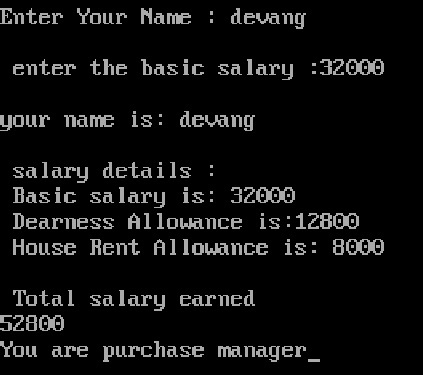 Enter Your Name : devang
enter the basic salary :32000
your name is: devang
salary details :
Basic salary is: 32000
Dearness Allowance is:12800
House Rent Allowance is: 8000
Total salary earned
52800
You are purchase manager_